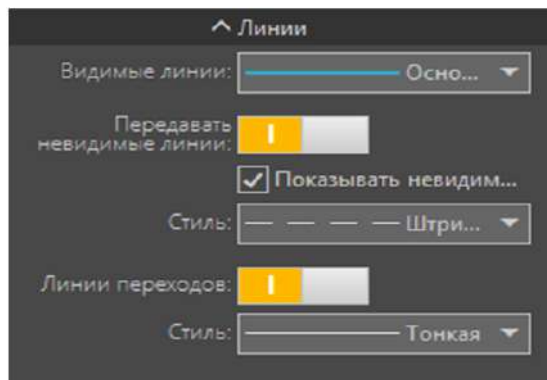 Линии
Видимые линии: Осно...
Передавать
невидимые линии:
Показывать невидим...
Стиль: Штри...
Линии переходов:
Стиль: Тонкая